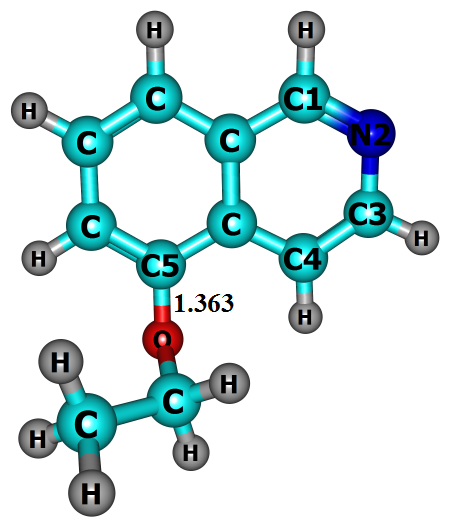 H H
H C C1
C C N2
C C C3
H C5 C4 H
1.363 H
O
H C H
H C H
H